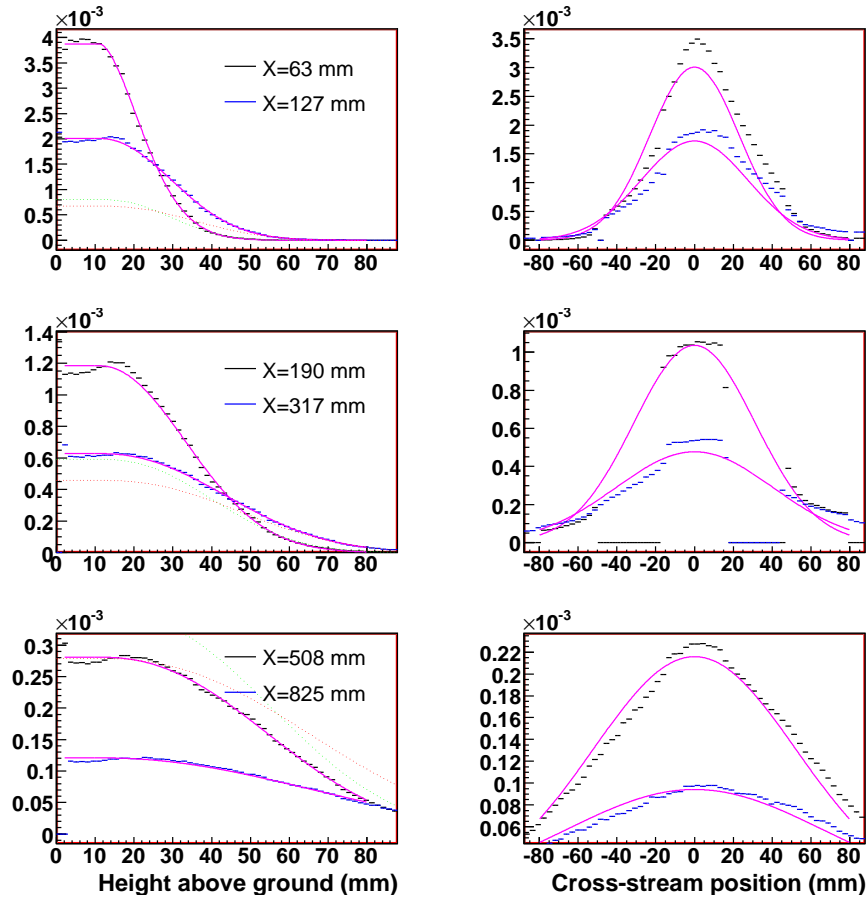 ×10⁻³ ×10⁻³
4 3.5 3 2.5 2 1.5 1 0.5 0
X=63 mm
X=127 mm
0 10 20 30 40 50 60 70 80
3.5 3 2.5 2 1.5 1 0.5 0
-80 -60 -40 -20 0 20 40 60 80
×10⁻³ ×10⁻³
1.4 1.2 1 0.8 0.6 0.4 0.2 0
X=190 mm
X=317 mm
0 10 20 30 40 50 60 70 80
1 0.8 0.6 0.4 0.2 0
-80 -60 -40 -20 0 20 40 60 80
×10⁻³ ×10⁻³
0.3 0.25 0.2 0.15 0.1 0.05 0
X=508 mm
X=825 mm
0 10 20 30 40 50 60 70 80
Height above ground (mm)
0.22 0.2 0.18 0.16 0.14 0.12 0.1 0.08 0.06
-80 -60 -40 -20 0 20 40 60 80
Cross-stream position (mm)